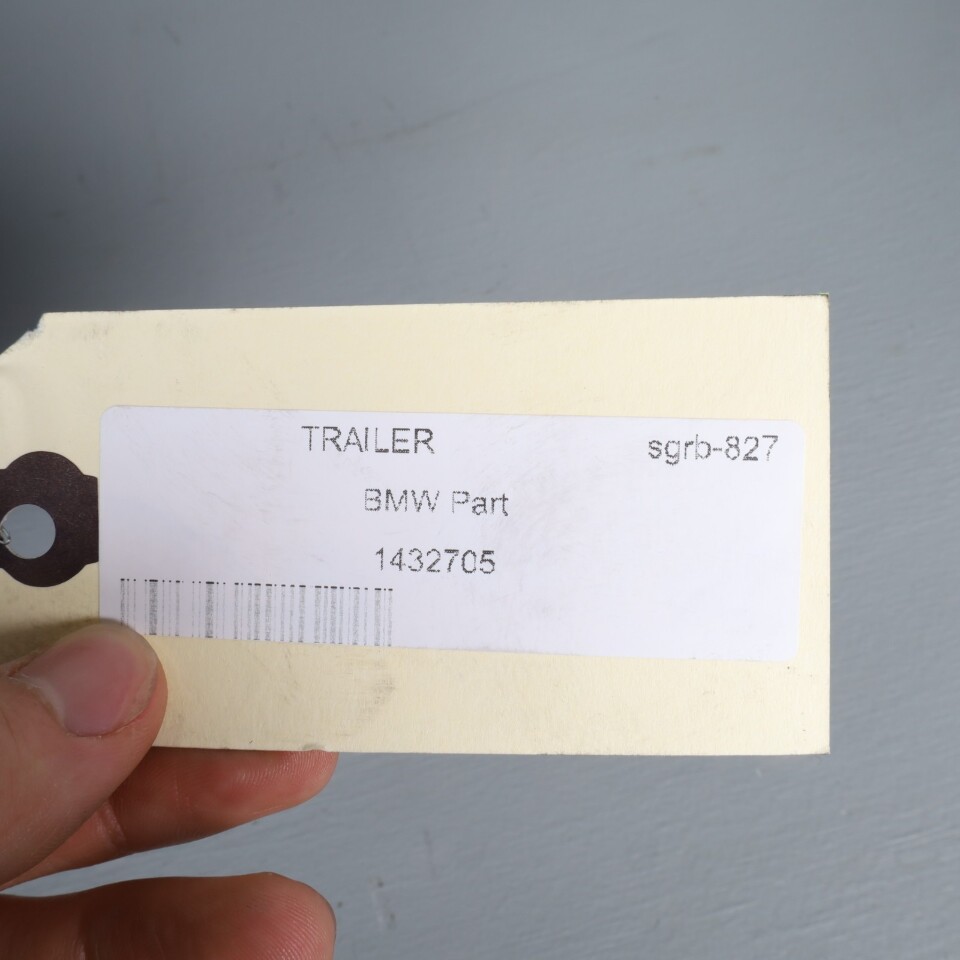 TRAILER sgrb-827
BMW Part
1432705